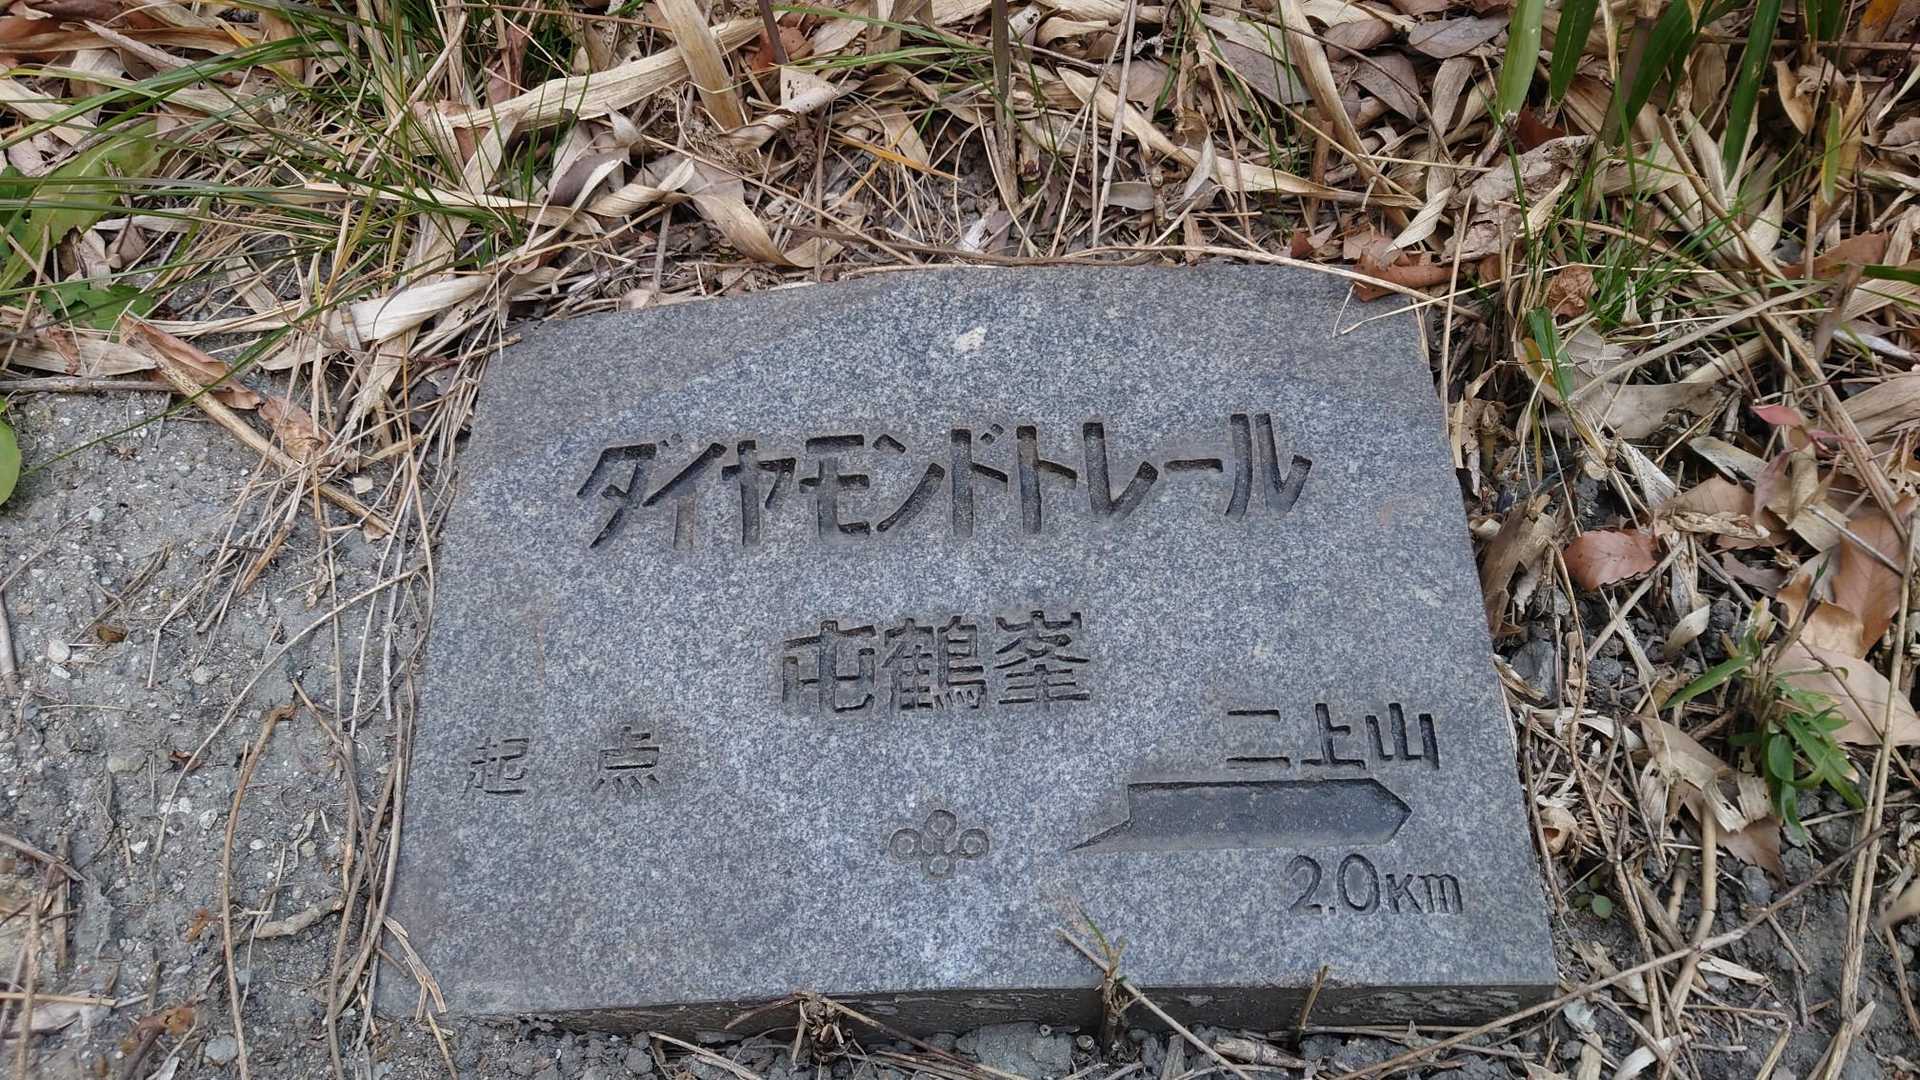 ダイヤモンドトレール
屯鶴峯
起点
二上山
2.0Km